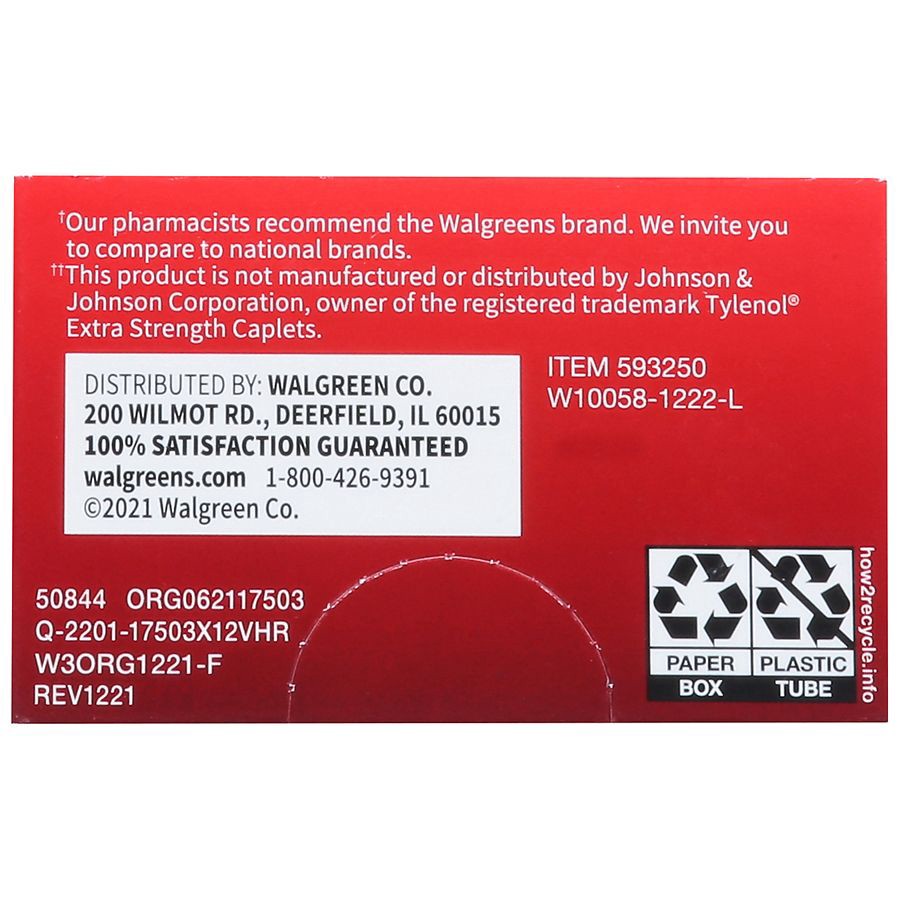 †Our pharmacists recommend the Walgreens brand. We invite you
to compare to national brands.
††This product is not manufactured or distributed by Johnson &
Johnson Corporation, owner of the registered trademark Tylenol®
Extra Strength Caplets.
DISTRIBUTED BY: WALGREEN CO.
200 WILMOT RD., DEERFIELD, IL 60015
100% SATISFACTION GUARANTEED
walgreens.com 1-800-426-9391
©2021 Walgreen Co.
ITEM 593250
W10058-1222-L
50844 ORG062117503
Q-2201-17503X12VHR
W3ORG1221-F
REV1221
PAPER
BOX
PLASTIC
TUBE
how2recycle.info